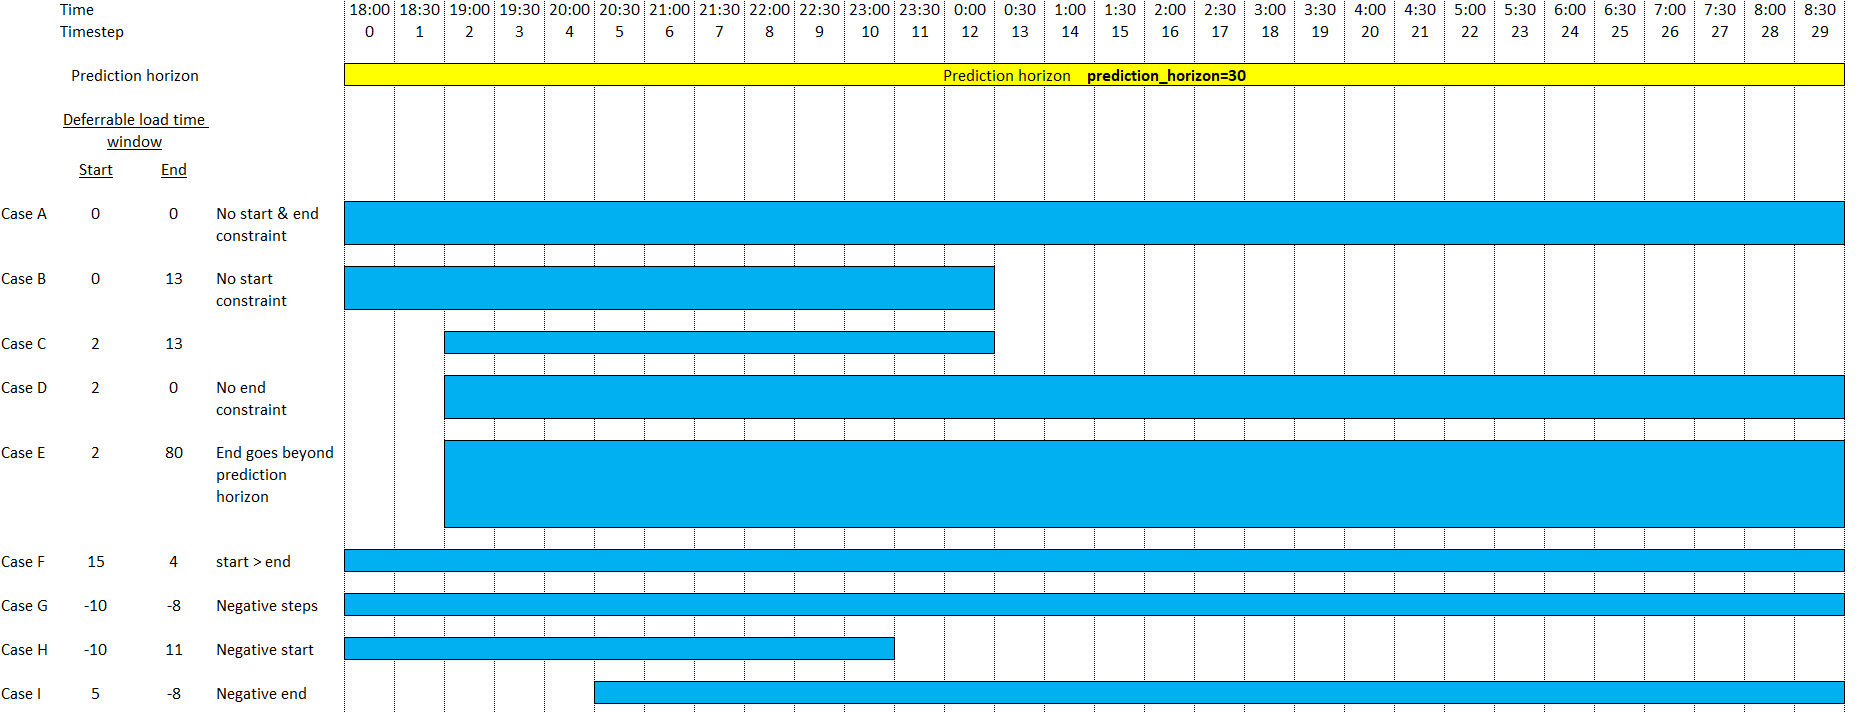 Time 18:00 18:30 19:00 19:30 20:00 20:30 21:00 21:30 22:00 22:30 23:00 23:30 0:00 0:30 1:00 1:30 2:00 2:30 3:00 3:30 4:00 4:30 5:00 5:30 6:00 6:30 7:00 7:30 8:00 8:30
Timestep 0 1 2 3 4 5 6 7 8 9 10 11 12 13 14 15 16 17 18 19 20 21 22 23 24 25 26 27 28 29
Prediction horizon Prediction horizon prediction_horizon=30
Deferrable load time
window
Start End
Case A 0 0 No start & end
constraint
Case B 0 13 No start
constraint
Case C 2 13
Case D 2 0 No end
constraint
Case E 2 80 End goes beyond
prediction
horizon
Case F 15 4 start > end
Case G -10 -8 Negative steps
Case H -10 11 Negative start
Case I 5 -8 Negative end